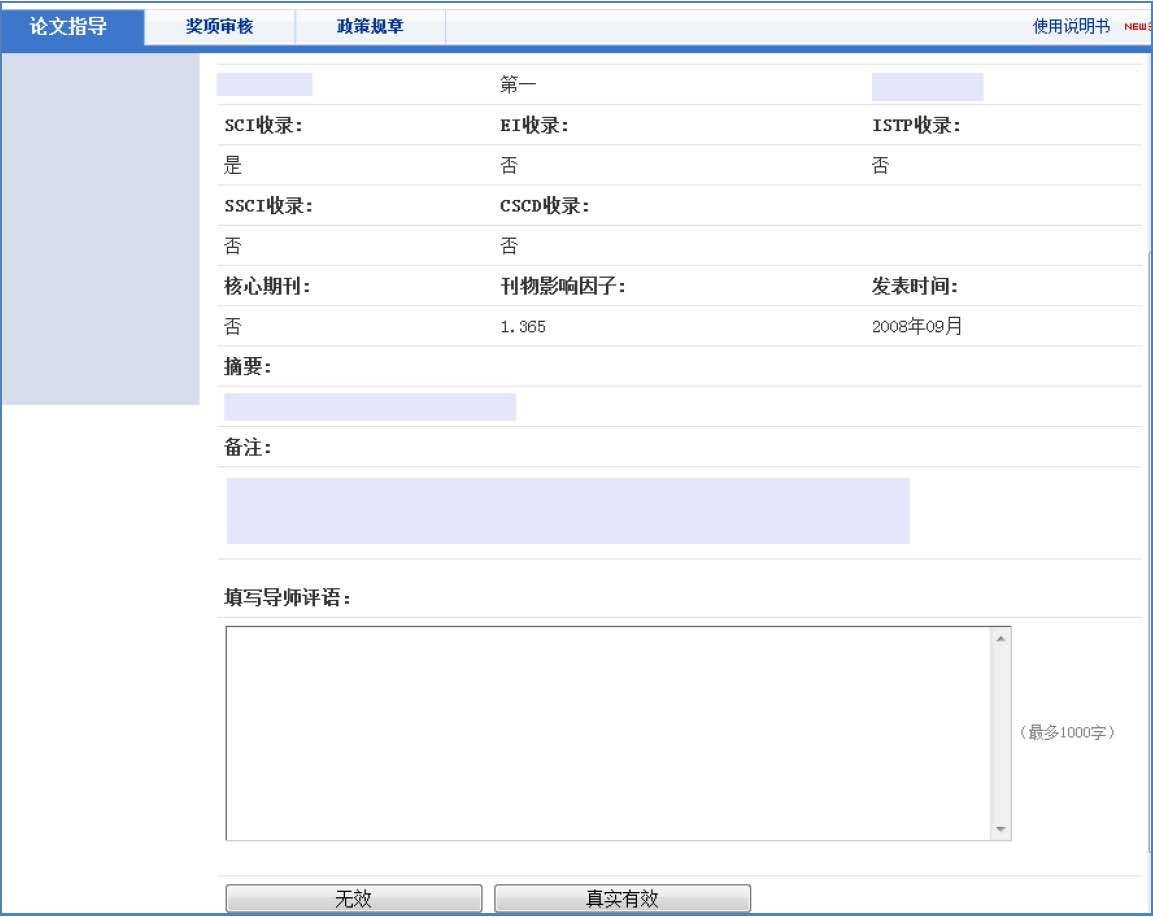 论文指导 奖项审核 政策规章 使用说明书 NEW
第一
SCI收录： EI收录： ISTP收录：
是 否 否
SSCI收录： CSCD收录：
否 否
核心期刊： 刊物影响因子： 发表时间：
否 1.365 2008年09月
摘要：
备注：
填写导师评语：
（最多1000字）
无效 真实有效